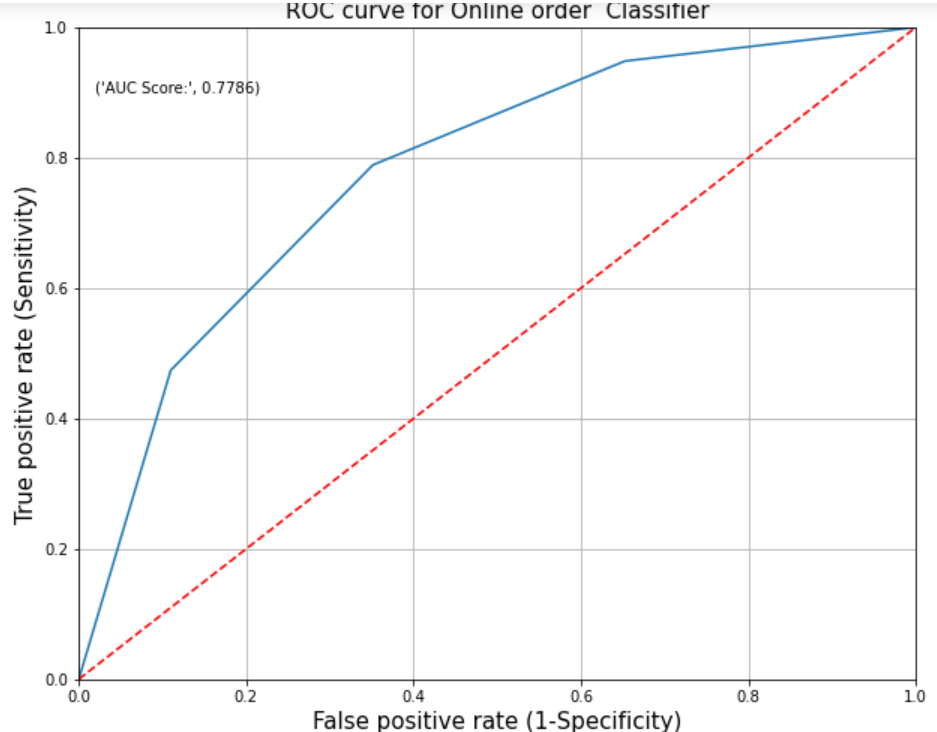 ROC curve for Online order  Classifier
1.0
('AUC Score:', 0.7786)
0.8
True positive rate (Sensitivity)
0.6
0.4
0.2
0.0
0.0 0.2 0.4 0.6 0.8 1.0
False positive rate (1-Specificity)